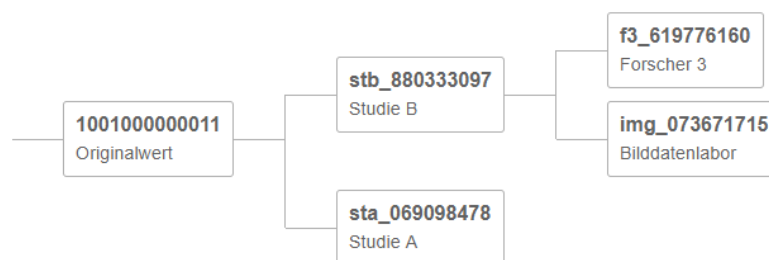 1001000000011
Originalwert
stb_880333097
Studie B
sta_069098478
Studie A
f3_619776160
Forscher 3
img_073671715
Bilddatenlabor